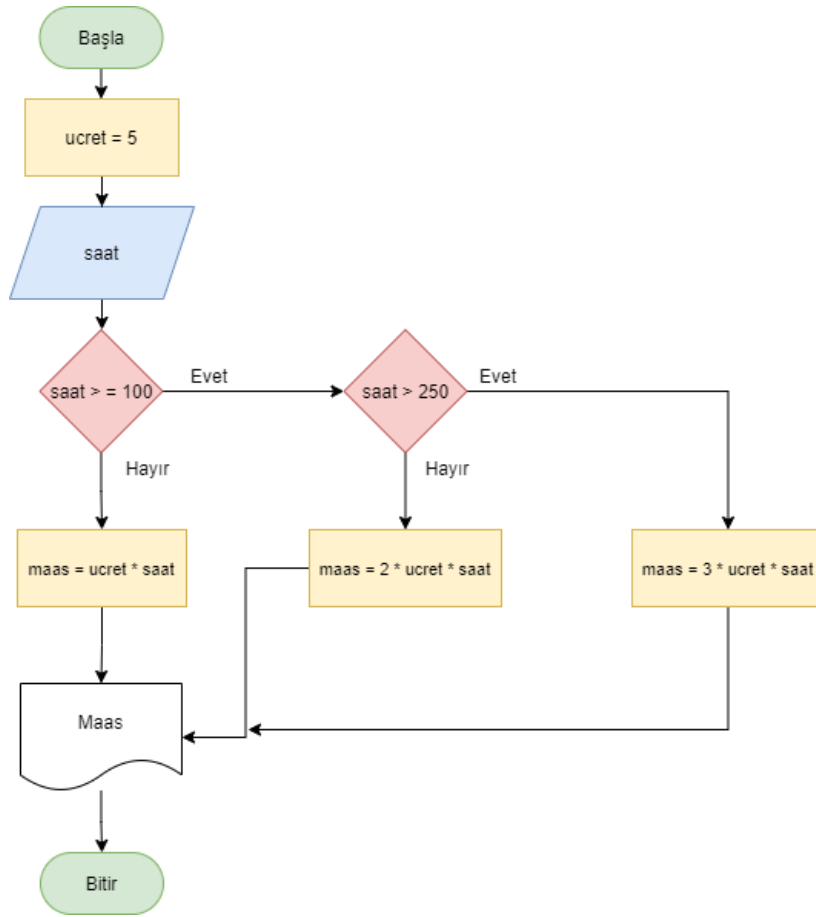 Başla
ucret = 5
saat
saat > = 100
Evet
saat > 250
Evet
Hayır
Hayır
maas = ucret * saat
maas = 2 * ucret * saat
maas = 3 * ucret * saat
Maas
Bitir